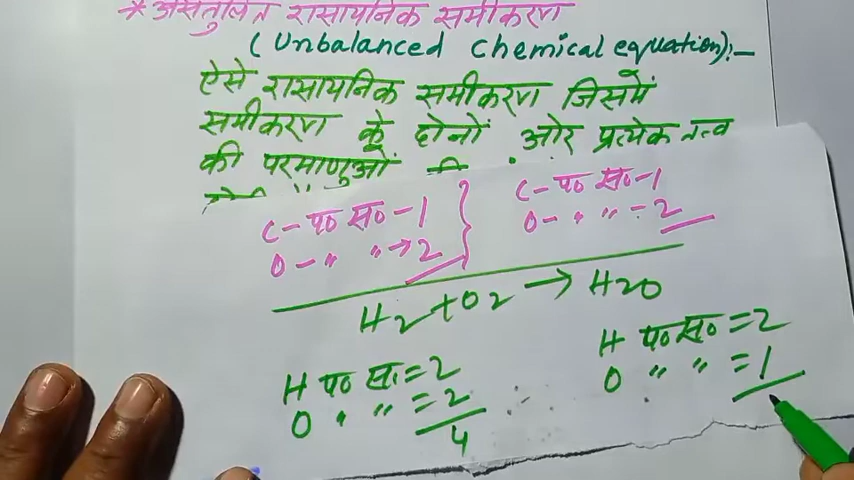 * असंतुलित रासायनिक समीकरण
(Unbalanced chemical equation):-
ऐसे रासायनिक समीकरण जिसमें
समीकरण के दोनों ओर प्रत्येक तत्व
की परमाणुओं
C- प० स०-1
O- " " → 2
C- प० स०-1
O- " " = 2
H2 + O2 → H2O
H प० स. = 2
O " " = 2
4
H प० स० = 2
O " " = 1